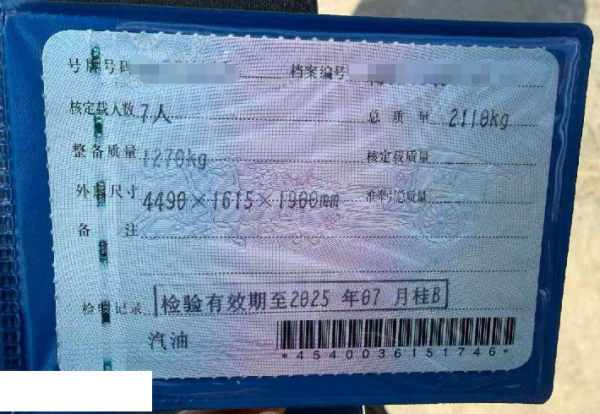 号牌号码 档案编号
核定载人数 7人 总质量 2110kg
整备质量 1270kg 核定载质量
外廓尺寸 4490×1615×1900mm 准牵引总质量
备注
检验记录 检验有效期至2025 年07 月桂B
汽油
*4540036151746*